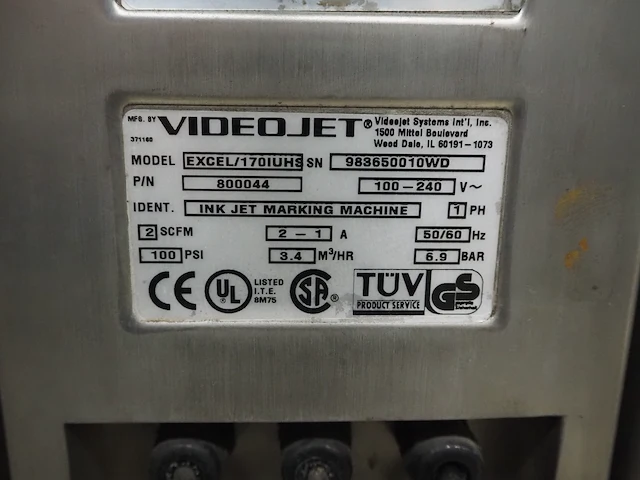 MFG. BY VIDEOJET® Videojet Systems Int'l, Inc.
1500 Mittel Boulevard
371160
Wood Dale, IL 60191-1073
MODEL EXCEL/170IUHS SN 983650010WD
P/N 800044 100-240 V~
IDENT. INK JET MARKING MACHINE 1 PH
2 SCFM 2-1 A 50/60 Hz
100 PSI 3.4 M³/HR 6.9 BAR
CE UL® LISTED I.T.E. 8M75 SA® TÜV PRODUCT SERVICE GS